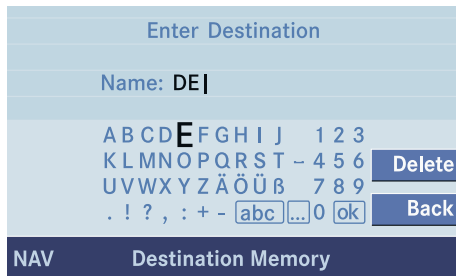 Enter Destination
Name: DE
A B C D E F G H I J 1 2 3
K L M N O P Q R S T – 4 5 6 Delete
U V W X Y Z Ä Ö Ü ß 7 8 9
. ! ? , : + - abc ... 0 ok Back
NAV Destination Memory